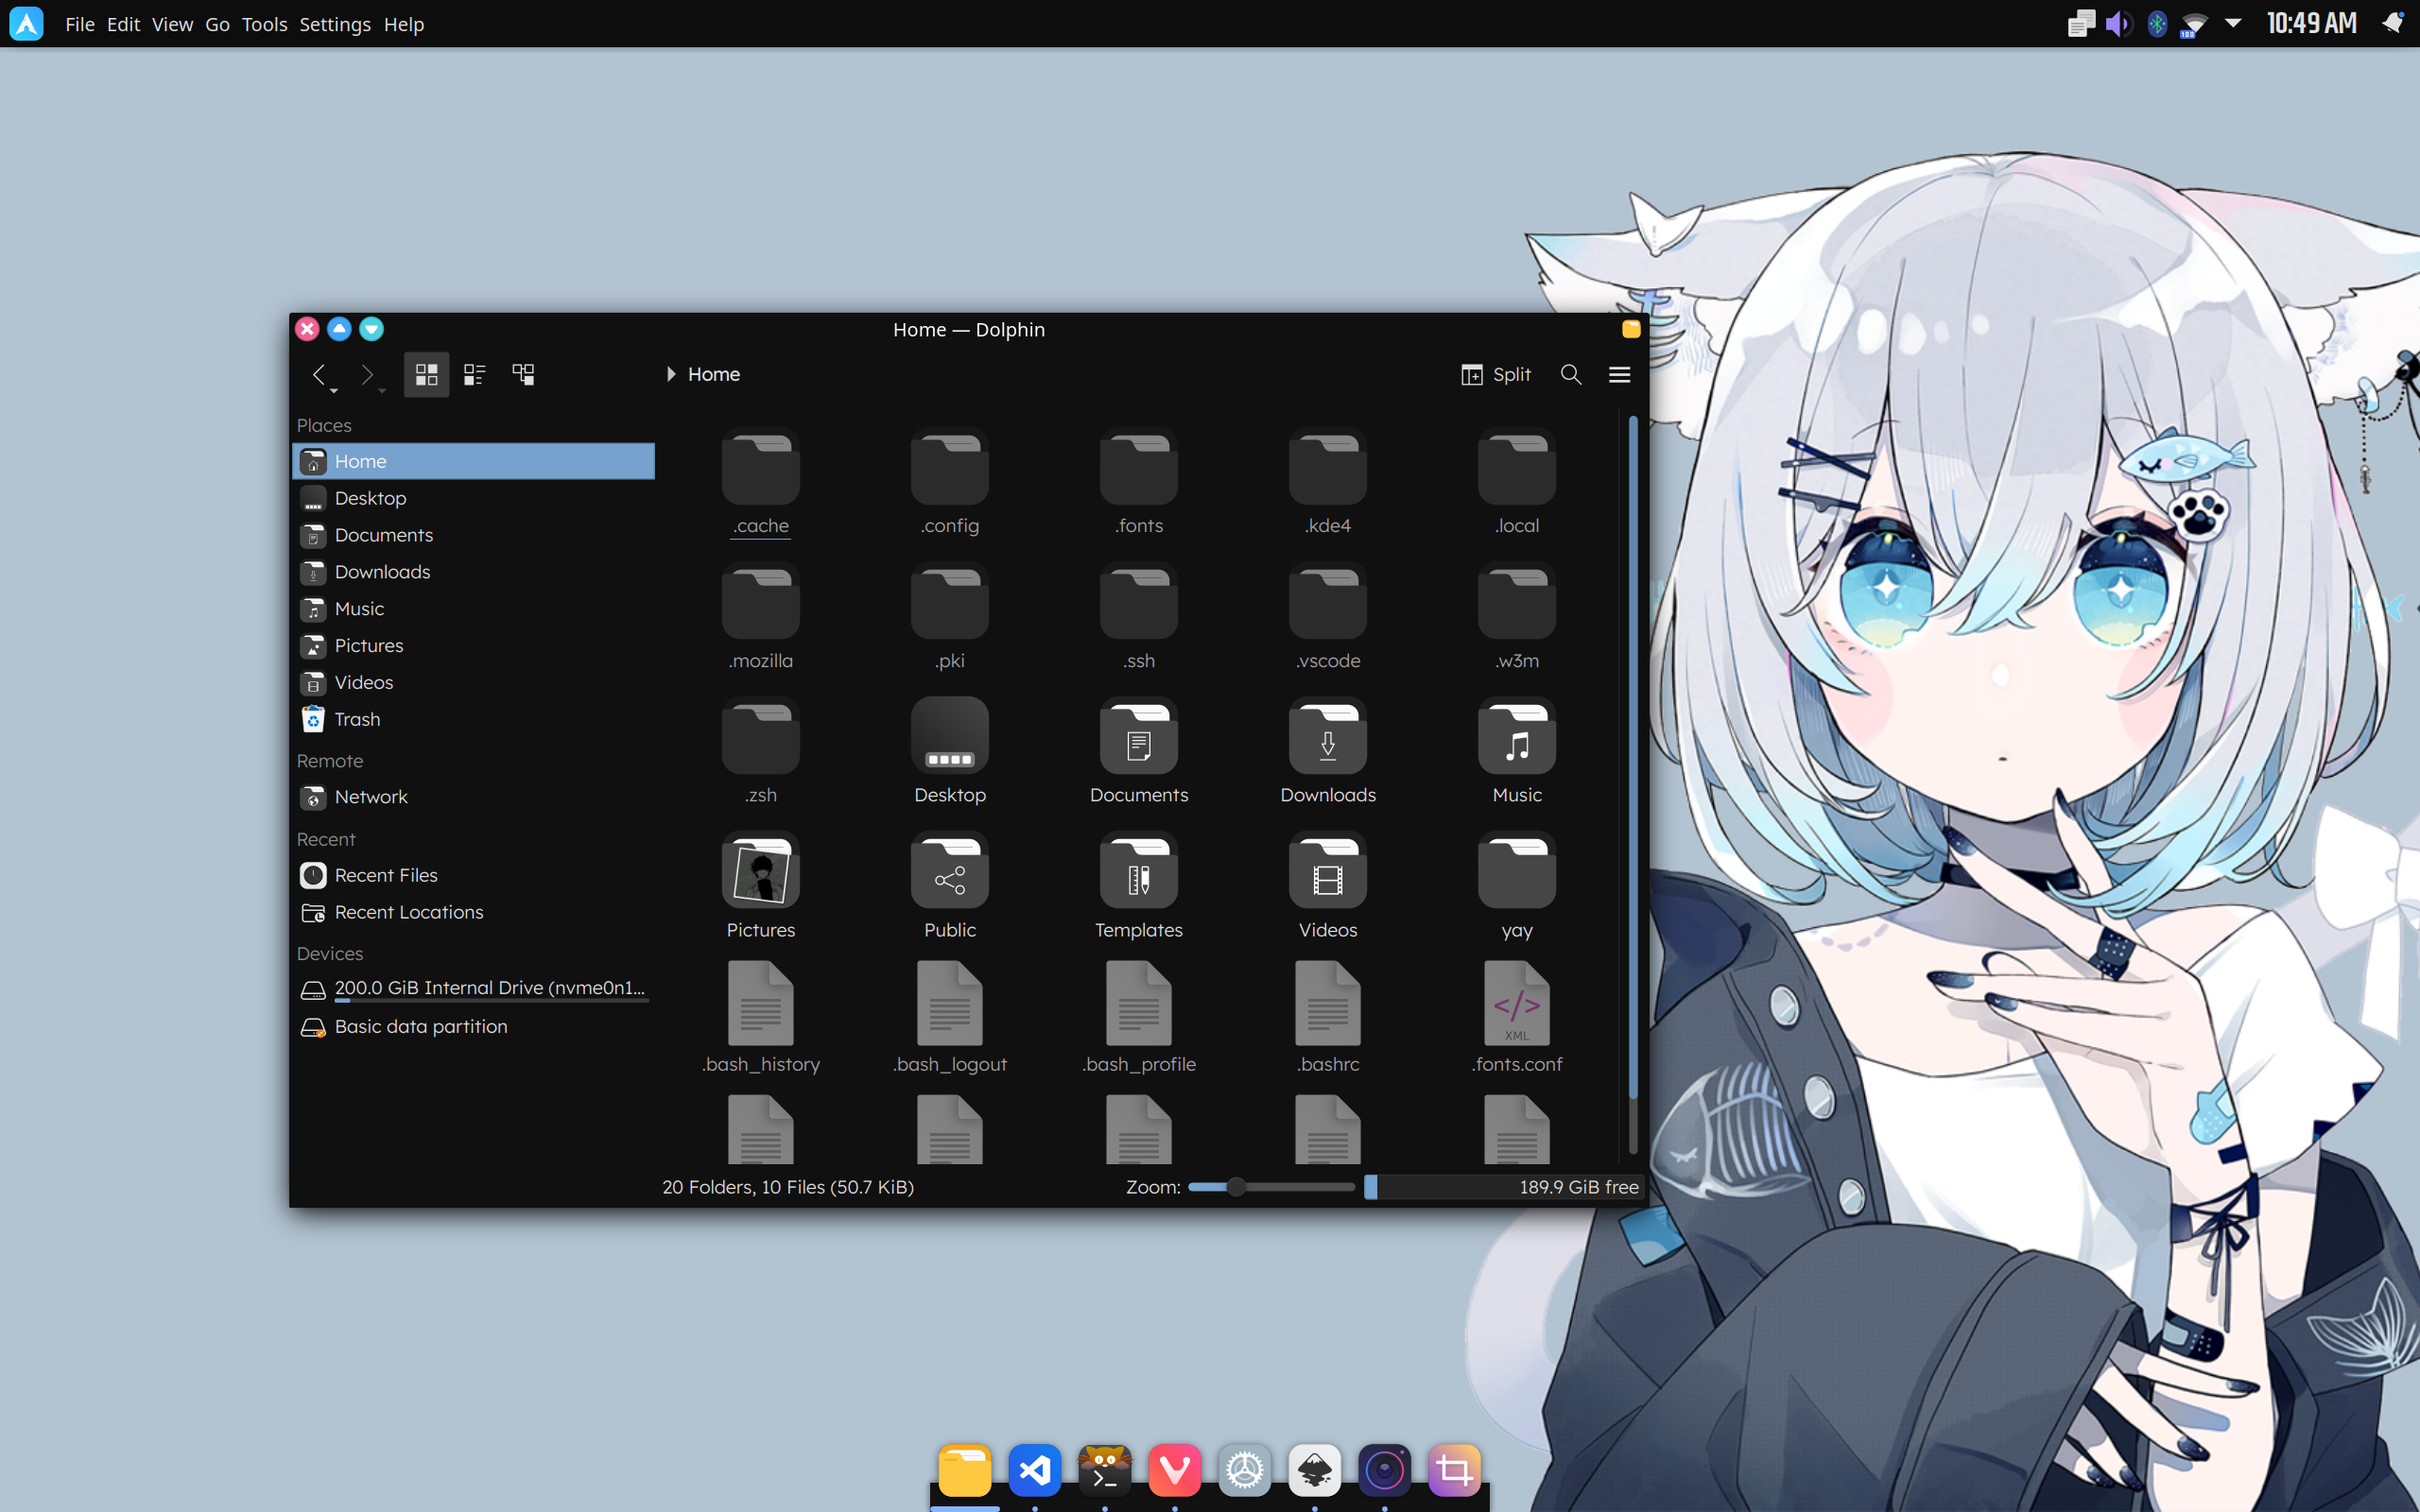 File Edit View Go Tools Settings Help
10:49 AM
Home — Dolphin
Home
Split
Places
Home
Desktop
Documents
Downloads
Music
Pictures
Videos
Trash
Remote
Network
Recent
Recent Files
Recent Locations
Devices
200.0 GiB Internal Drive (nvme0n1...
Basic data partition
.cache .config .fonts .kde4 .local
.mozilla .pki .ssh .vscode .w3m
.zsh Desktop Documents Downloads Music
Pictures Public Templates Videos yay
</>
XML
.bash_history .bash_logout .bash_profile .bashrc .fonts.conf
20 Folders, 10 Files (50.7 KiB)
Zoom:
189.9 GiB free